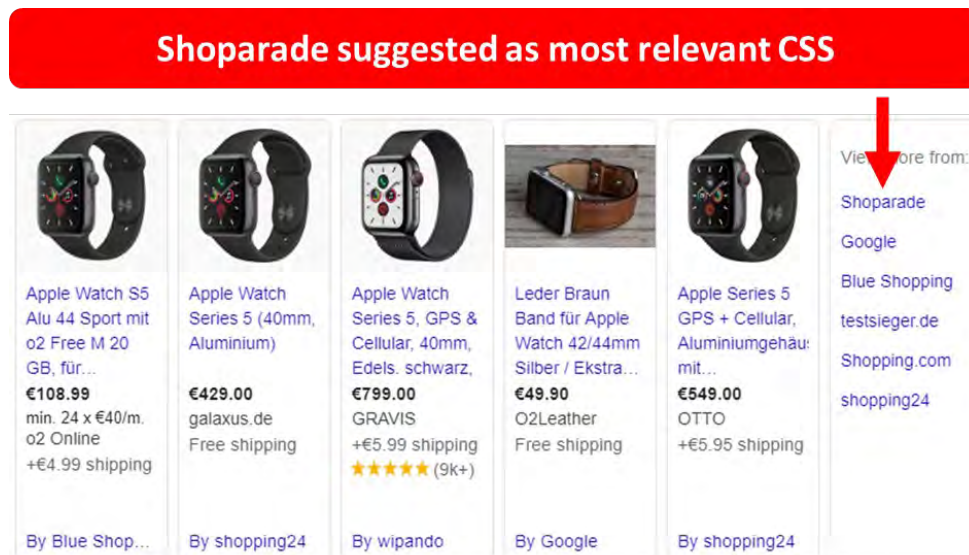 Shoparade suggested as most relevant CSS
Apple Watch S5
Alu 44 Sport mit
o2 Free M 20
GB, für...
€108.99
min. 24 x €40/m.
o2 Online
+€4.99 shipping
By Blue Shop...
Apple Watch
Series 5 (40mm,
Aluminium)
€429.00
galaxus.de
Free shipping
By shopping24
Apple Watch
Series 5, GPS &
Cellular, 40mm,
Edels. schwarz,
€799.00
GRAVIS
+€5.99 shipping
(9k+)
By wipando
Leder Braun
Band für Apple
Watch 42/44mm
Silber / Ekstra...
€49.90
O2Leather
Free shipping
By Google
Apple Series 5
GPS + Cellular,
Aluminiumgehäu
mit...
€549.00
OTTO
+€5.95 shipping
By shopping24
View more from:
Shoparade
Google
Blue Shopping
testsieger.de
Shopping.com
shopping24